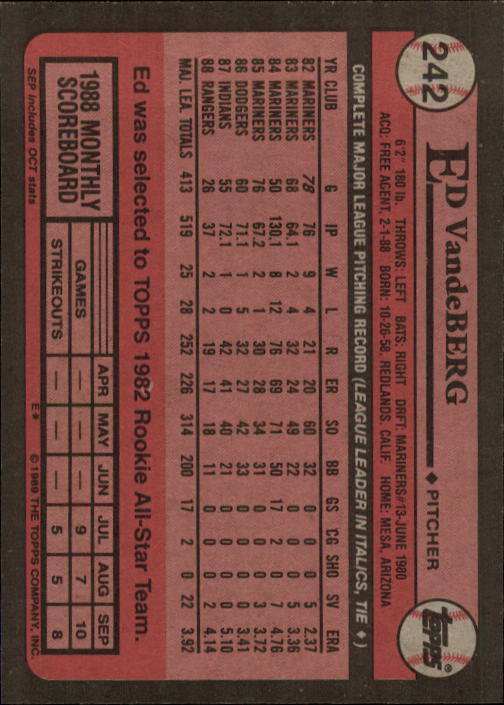 242
ED VandeBERG
◆ PITCHER
TOPPS®
6'2" 180 lb. THROWS: LEFT BATS: RIGHT DRFT: MARINERS#13-JUNE 1980
ACQ: FREE AGENT, 2-1-88 BORN: 10-26-58, REDLANDS, CALIF. HOME: MESA, ARIZONA
COMPLETE MAJOR LEAGUE PITCHING RECORD (LEAGUE LEADER IN ITALICS, TIE ◆)
YR CLUB G IP W L R ER SO BB GS CG SHO SV ERA
82 MARINERS 78 76 9 4 21 20 60 32 0 0 0 5 2.37
83 MARINERS 68 64.1 2 4 32 24 49 22 0 0 0 5 3.36
84 MARINERS 50 130.1 8 12 76 69 71 50 17 2 0 7 4.76
85 MARINERS 76 67.2 2 1 30 28 34 31 0 0 0 3 3.72
86 DODGERS 60 71.1 1 5 32 27 42 33 0 0 0 0 3.41
87 INDIANS 55 72.1 1 0 42 41 40 21 0 0 0 0 5.10
88 RANGERS 26 37 2 2 19 17 18 11 0 0 0 2 4.14
MAJ. LEA. TOTALS 413 519 25 28 252 226 314 200 17 2 0 22 3.92
Ed was selected to TOPPS 1982 Rookie All-Star Team.
1988 MONTHLY SCOREBOARD
APR MAY JUN JUL AUG SEP
GAMES — — — 9 7 10
STRIKEOUTS — — — 5 5 8
SEP includes OCT stats
E* © 1989 THE TOPPS COMPANY, INC.